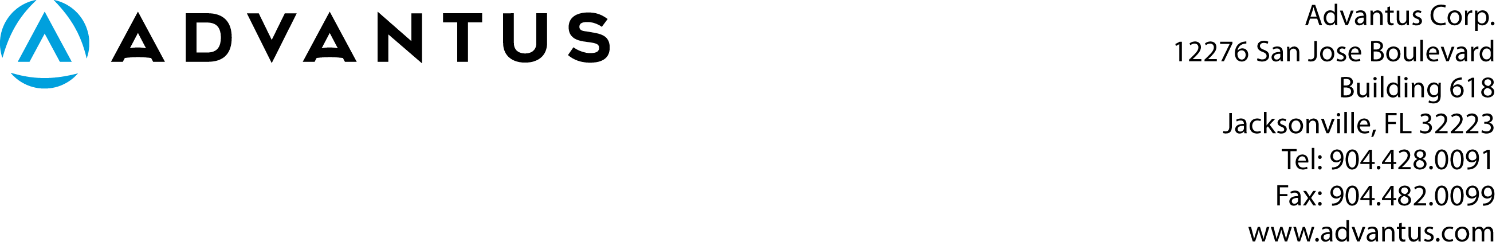 ADVANTUS
Advantus Corp.
12276 San Jose Boulevard
Building 618
Jacksonville, FL 32223
Tel: 904.428.0091
Fax: 904.482.0099
www.advantus.com